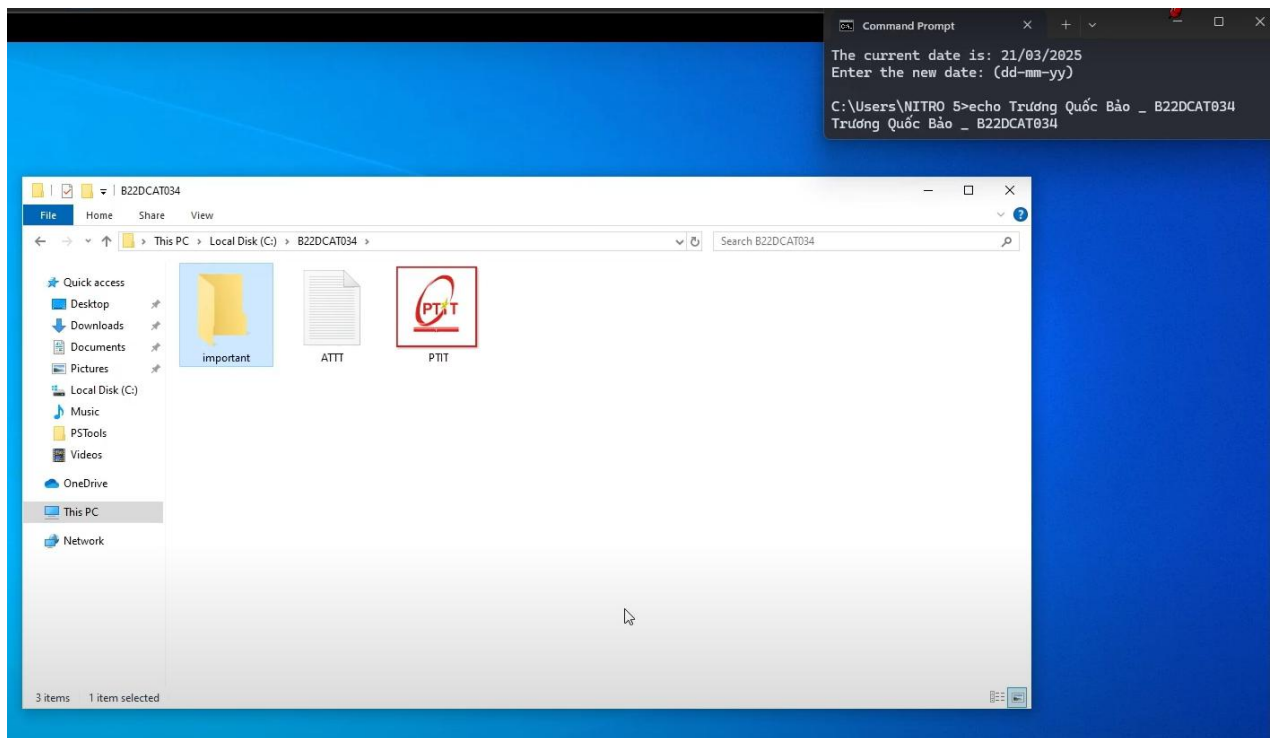 Command Prompt
The current date is: 21/03/2025
Enter the new date: (dd-mm-yy)
C:\Users\NITRO 5>echo Trương Quốc Bảo _ B22DCAT034
Trương Quốc Bảo _ B22DCAT034
B22DCAT034
File Home Share View
This PC > Local Disk (C:) > B22DCAT034 >
Search B22DCAT034
Quick access
Desktop
Downloads
Documents
Pictures
Local Disk (C:)
Music
PSTools
Videos
OneDrive
This PC
Network
PTIT
important
ATTT
PTIT
3 items 1 item selected